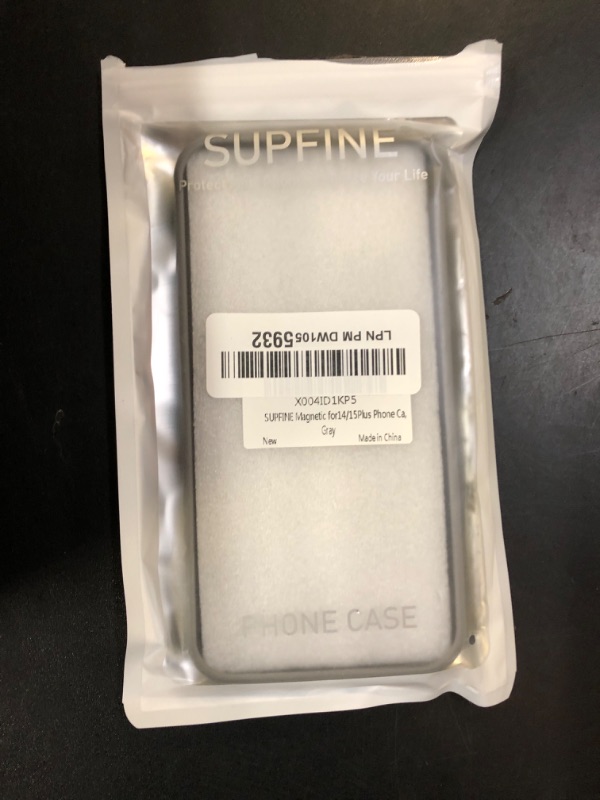 SUPFINE
Protect Your Life
LPN PM DW1055932
X004ID1KP5
SUPFINE Magnetic for14/15Plus Phone Ca,
Gray
New Made in China
PHONE CASE